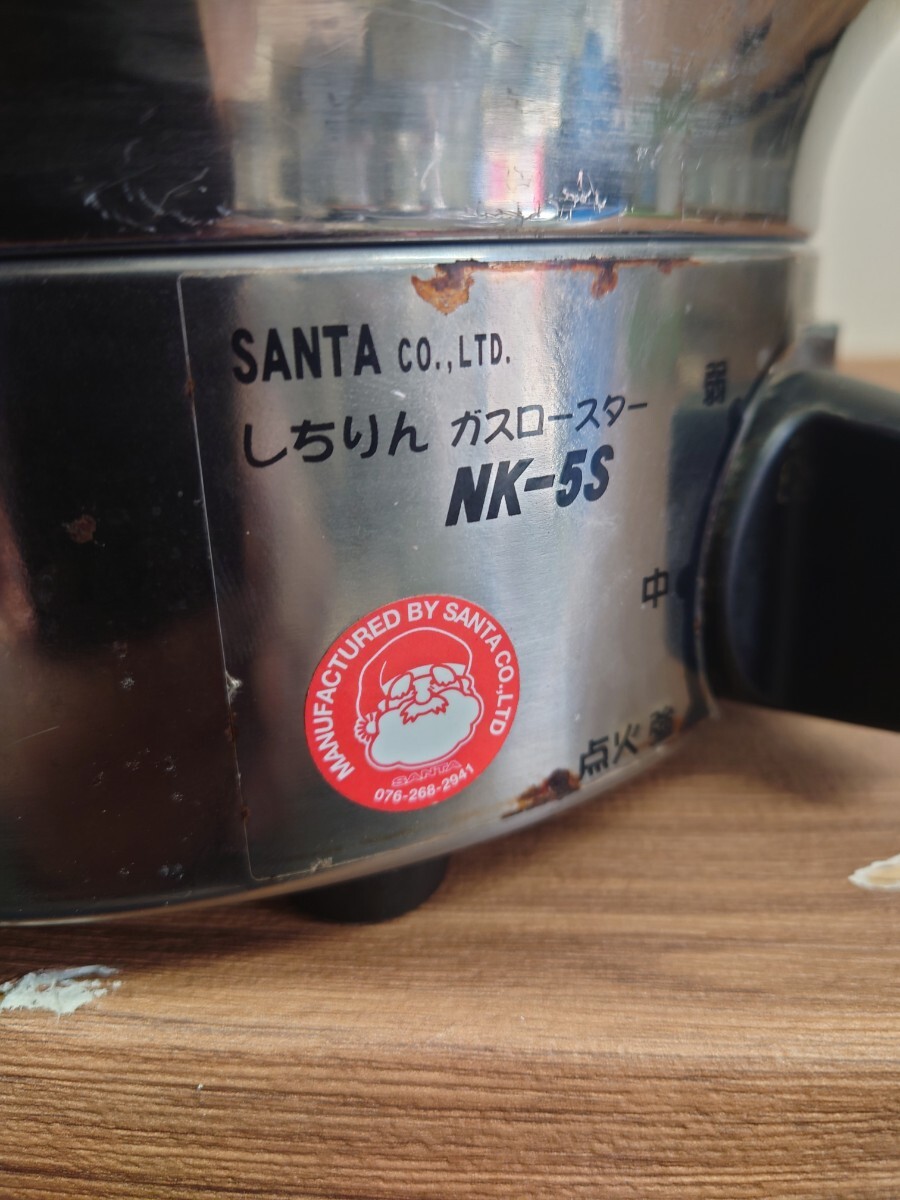 SANTA CO.,LTD.
しちりん ガスロースター
NK-5S
弱
中
点火 強
MANUFACTURED BY SANTA CO.,LTD
SANTA
076-268-2941